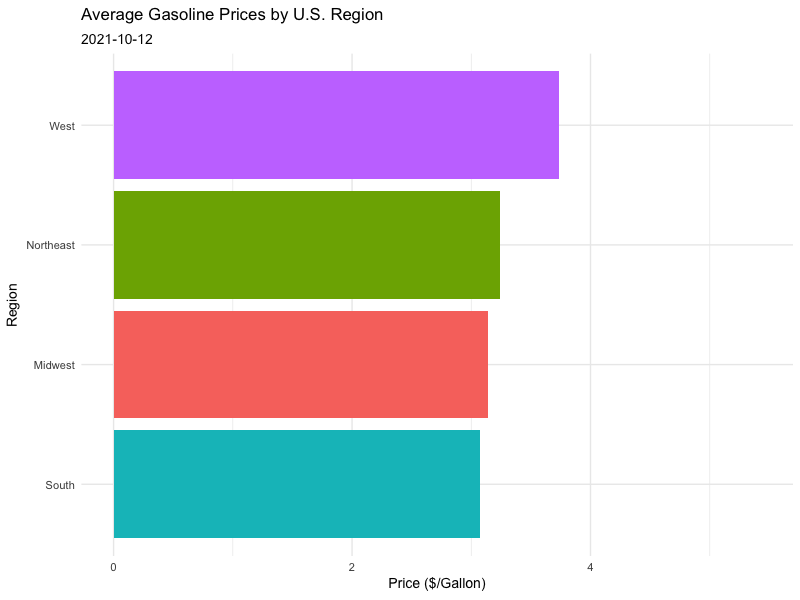 Average Gasoline Prices by U.S. Region
2021-10-12
West
Northeast
Midwest
South
Region
0 2 4
Price ($/Gallon)